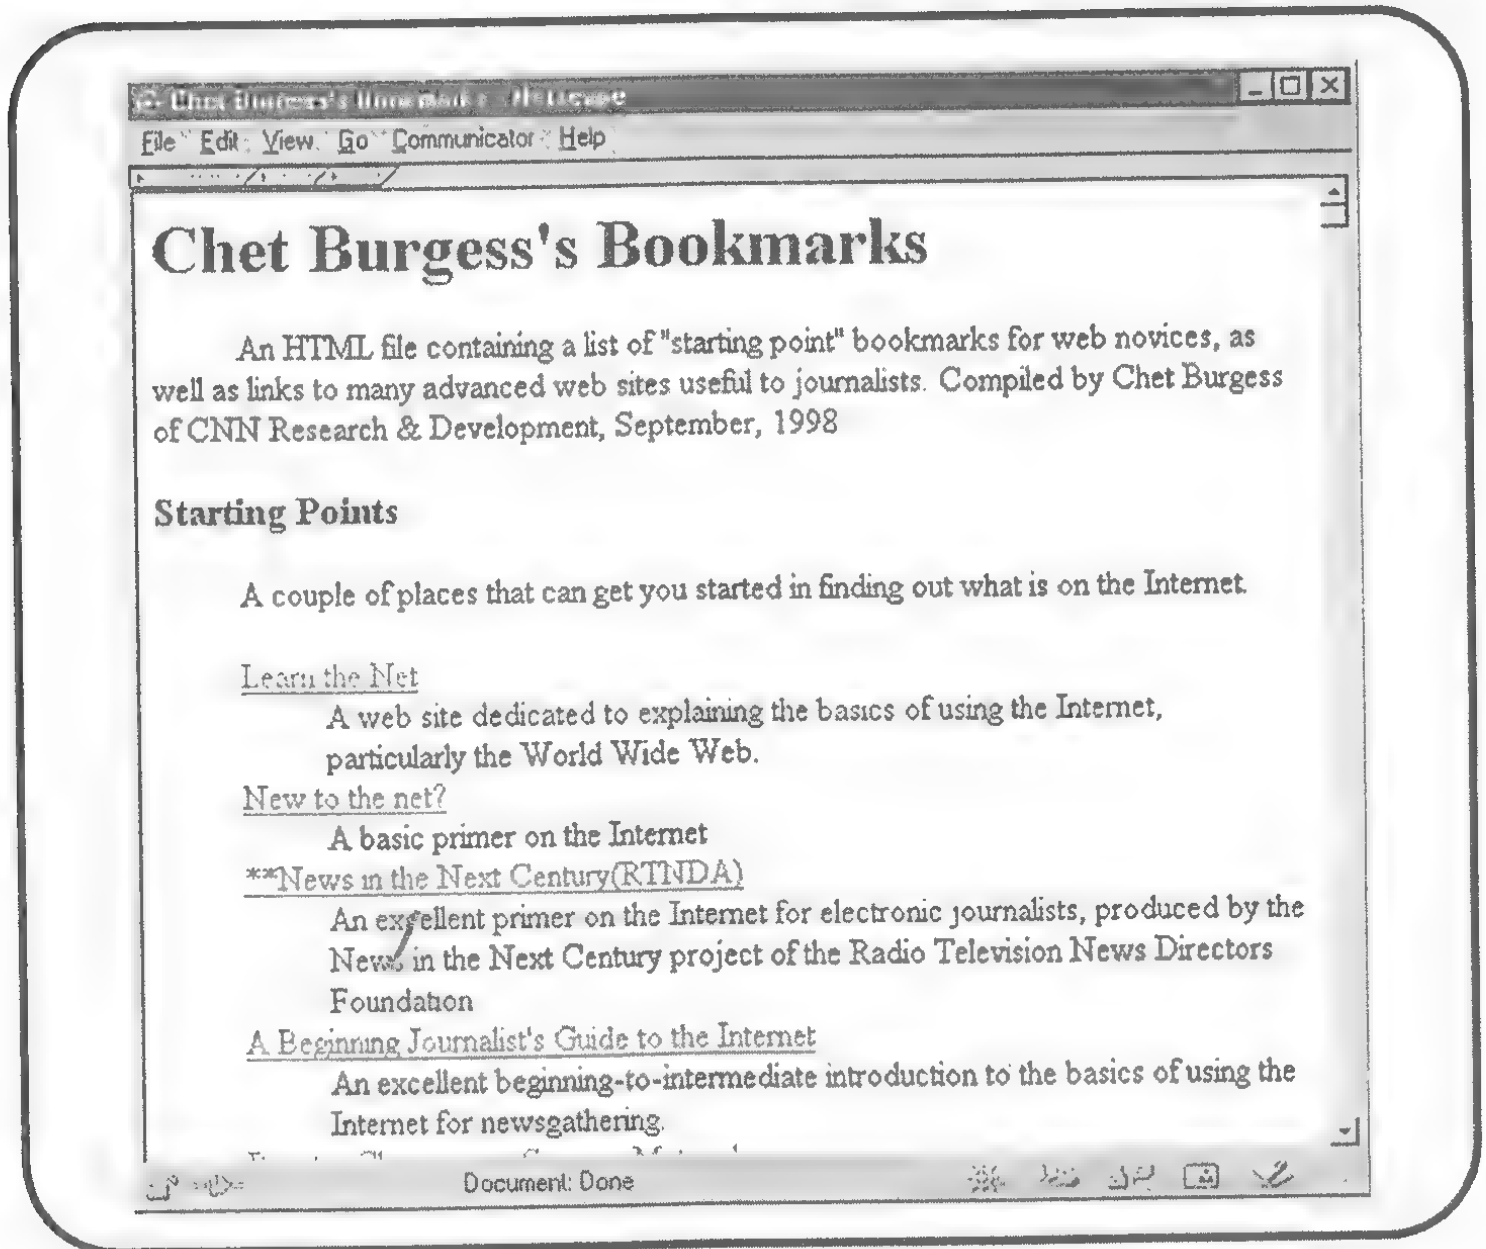 Chet Burgess's Bookmarks - Netscape
File Edit View Go Communicator Help
Chet Burgess's Bookmarks
An HTML file containing a list of "starting point" bookmarks for web novices, as
well as links to many advanced web sites useful to journalists. Compiled by Chet Burgess
of CNN Research & Development, September, 1998
Starting Points
A couple of places that can get you started in finding out what is on the Internet.
Learn the Net
A web site dedicated to explaining the basics of using the Internet,
particularly the World Wide Web.
New to the net?
A basic primer on the Internet
**News in the Next Century(RTNDA)
An excellent primer on the Internet for electronic journalists, produced by the
News in the Next Century project of the Radio Television News Directors
Foundation
A Beginning Journalist's Guide to the Internet
An excellent beginning-to-intermediate introduction to the basics of using the
Internet for newsgathering.
Document: Done